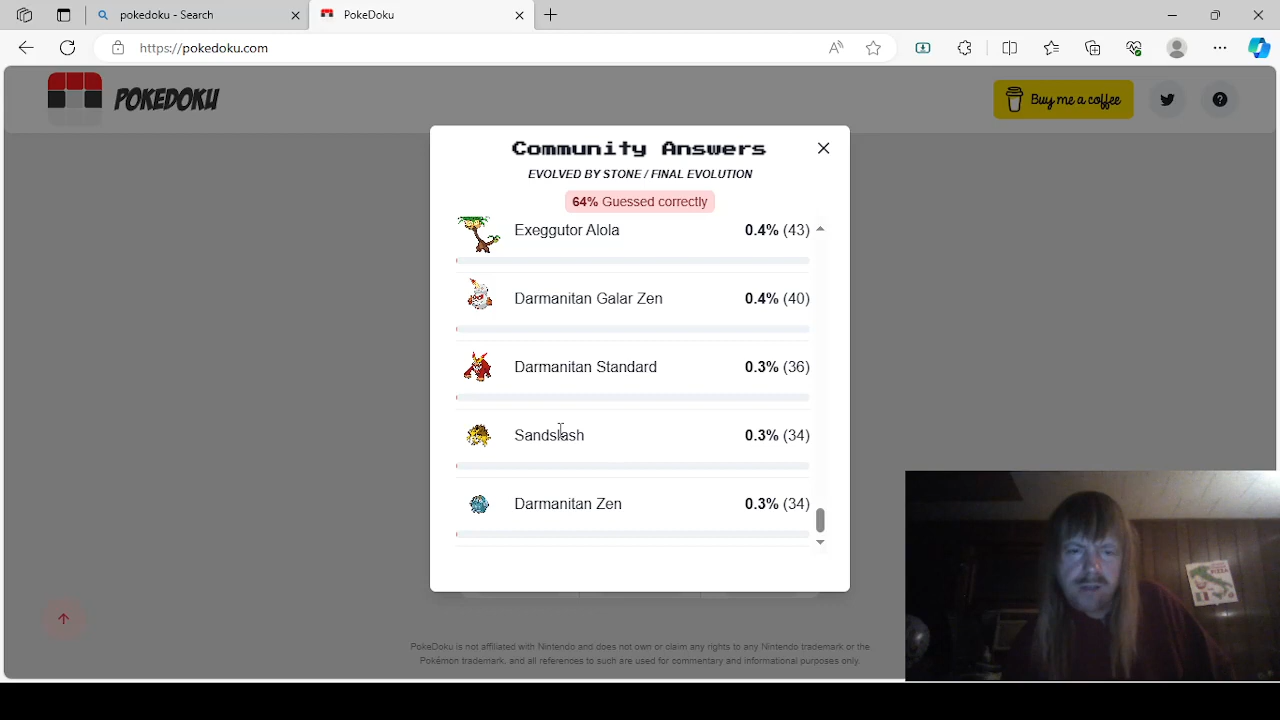 pokedoku - Search
PokeDoku
https://pokedoku.com
POKEDOKU
Buy me a coffee
Community Answers
EVOLVED BY STONE / FINAL EVOLUTION
64% Guessed correctly
Exeggutor Alola 0.4% (43)
Darmanitan Galar Zen 0.4% (40)
Darmanitan Standard 0.3% (36)
Sandslash 0.3% (34)
Darmanitan Zen 0.3% (34)
PokeDoku is not affiliated with Nintendo and does not own or claim any rights to any Nintendo trademark or the
Pokémon trademark, and all references to such are used for commentary and informational purposes only.
PIZZA